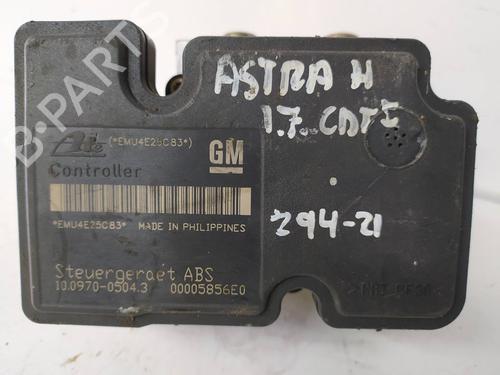 ASTRA H
1.7. CDTI
Ate (*EMU4E25C83*)
GM
Controller
*EMU4E25C83* MADE IN PHILIPPINES
294-21
Steuergeraet ABS
10.0970-0504.3 00005856E0
B-PARTS